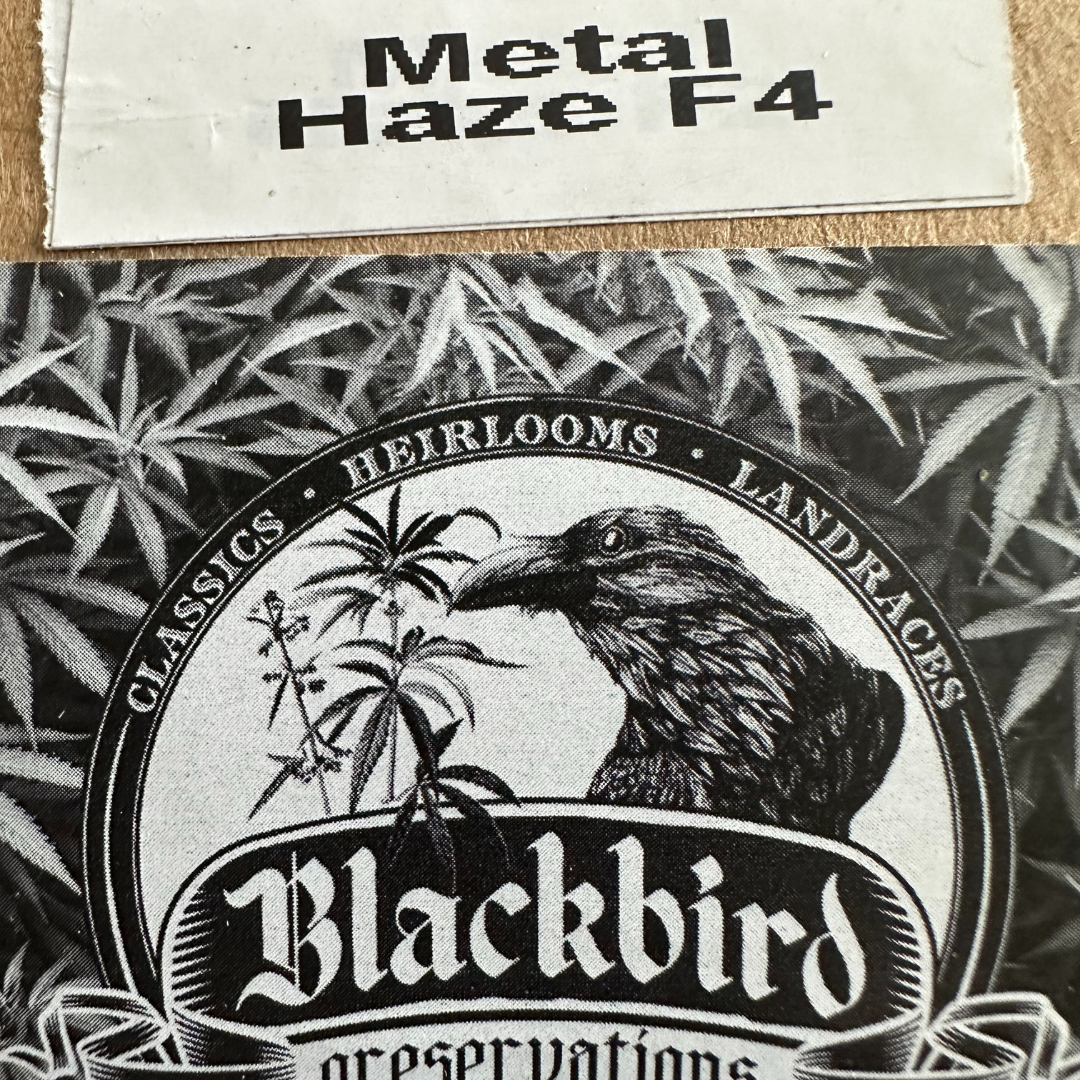 Metal
Haze F4
CLASSICS · HEIRLOOMS · LANDRACES
Blackbird
preservations